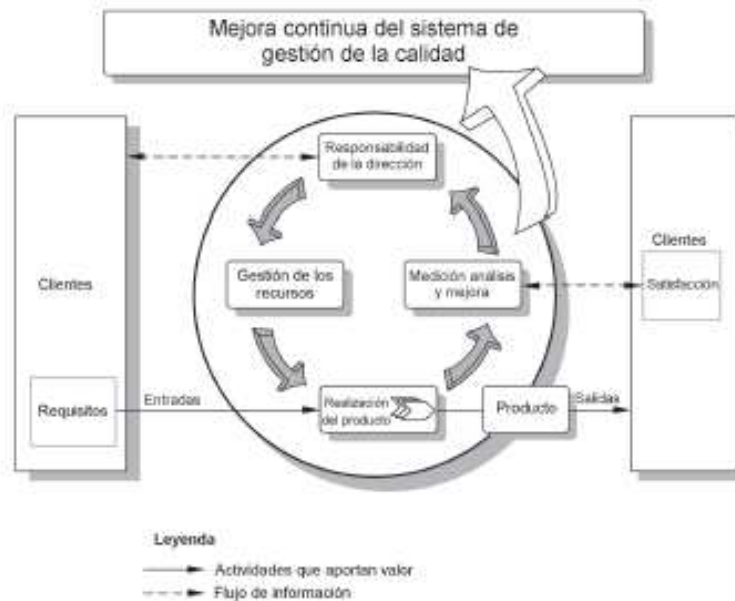 Mejora continua del sistema de
gestión de la calidad
Responsabilidad
de la dirección
Clientes
Gestión de los
recursos
Medición análisis
y mejora
Clientes
Satisfacción
Requisitos
Entradas
Realización
del producto
Producto
Salidas
Leyenda
Actividades que aportan valor
Flujo de información